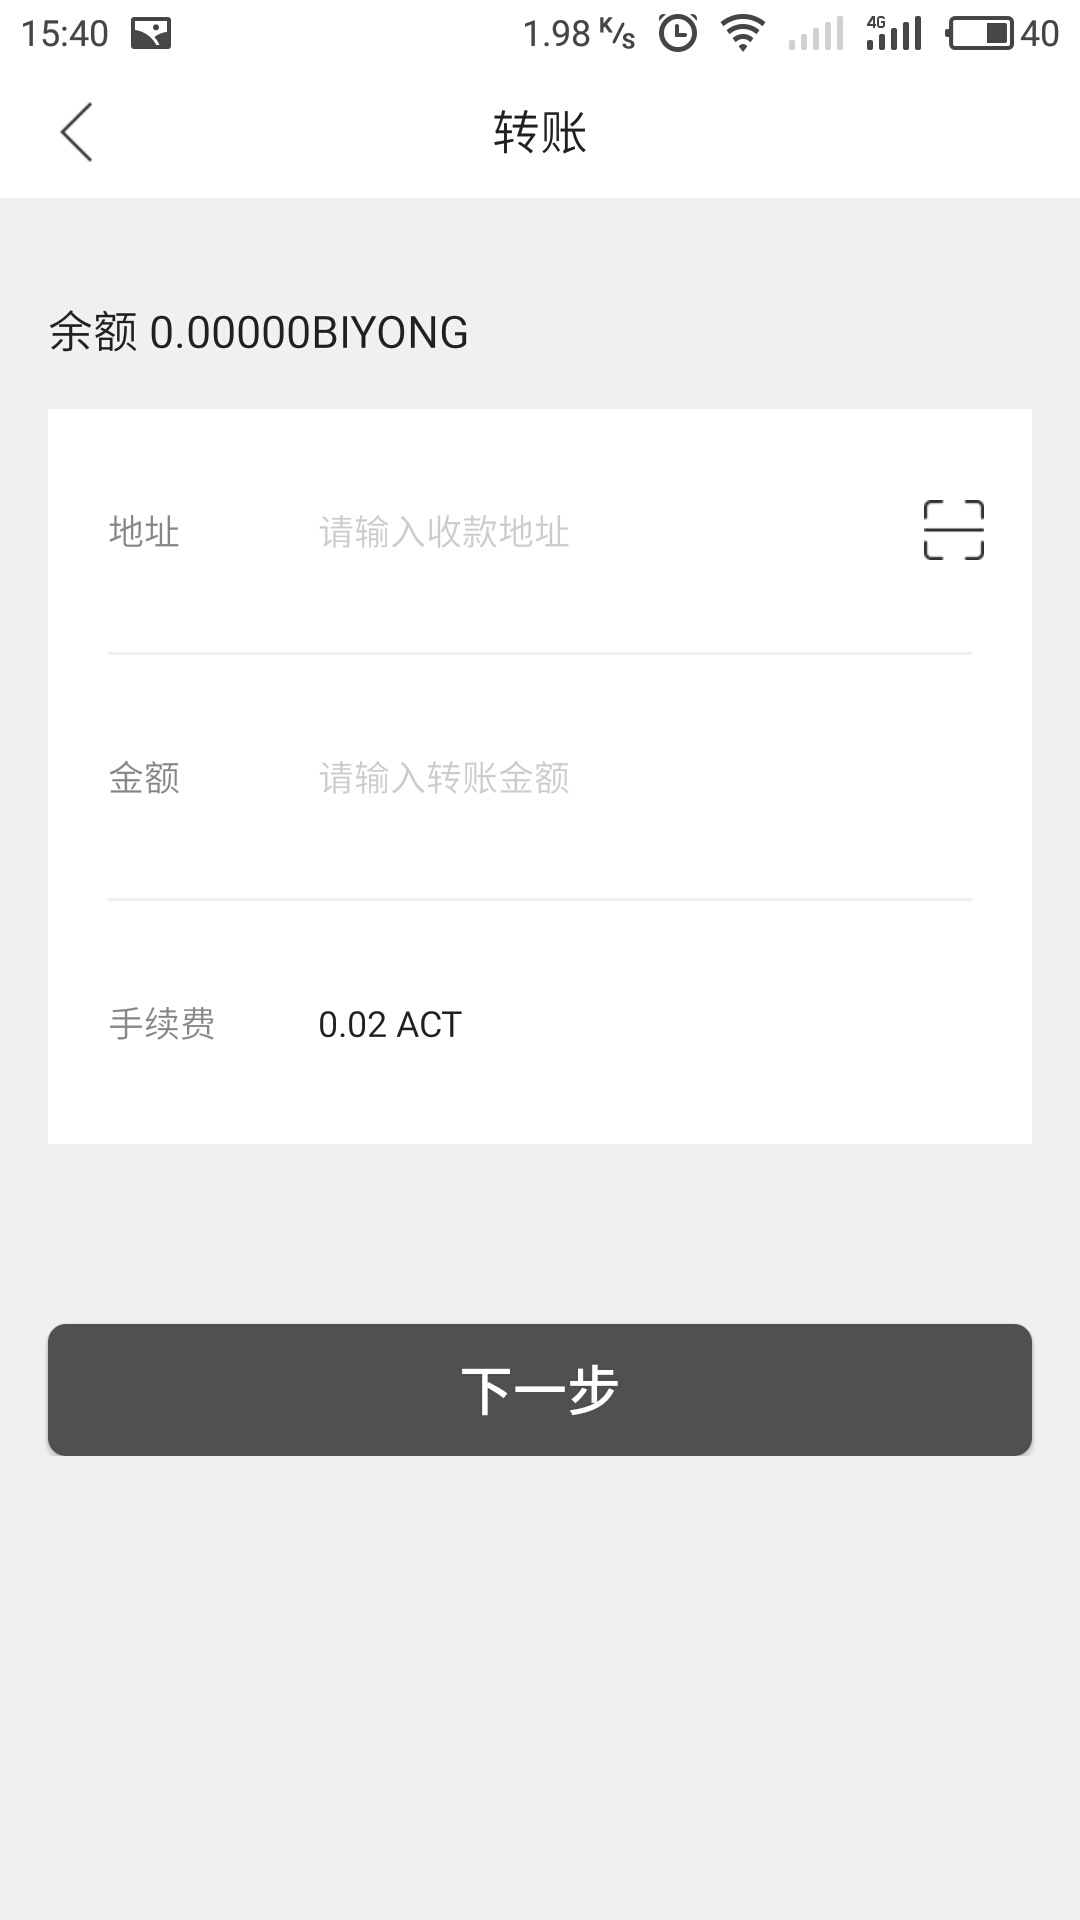 15:40 1.98 K/s 4G 40
转账
余额 0.00000BIYONG
地址 请输入收款地址
金额 请输入转账金额
手续费 0.02 ACT
下一步